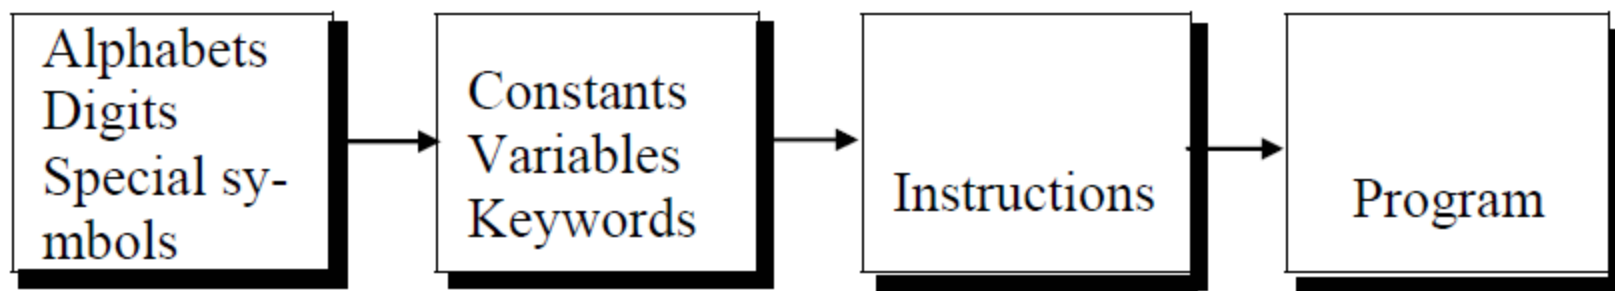 Alphabets
Digits
Special sy-
mbols
Constants
Variables
Keywords
Instructions
Program